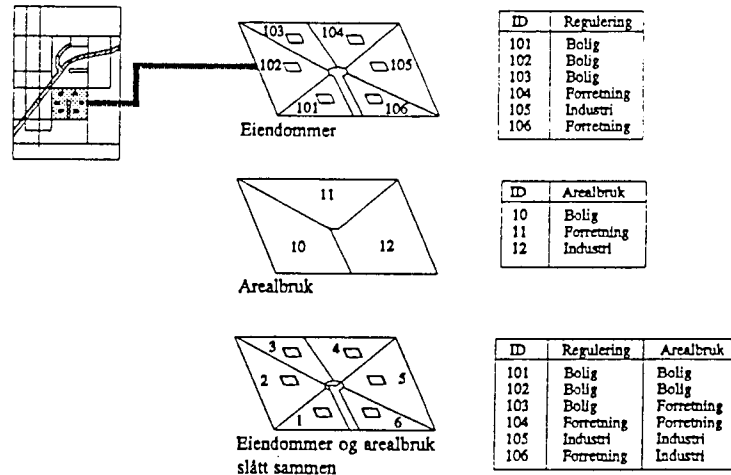 103 104
102 105
101 106
Eiendommer
ID Regulering
101 Bolig
102 Bolig
103 Bolig
104 Forretning
105 Industri
106 Forretning
11
10 12
Arealbruk
ID Arealbruk
10 Bolig
11 Forretning
12 Industri
3 4
2 5
1 6
Eiendommer og arealbruk
slått sammen
ID Regulering Arealbruk
101 Bolig Bolig
102 Bolig Bolig
103 Bolig Forretning
104 Forretning Forretning
105 Industri Industri
106 Forretning Industri